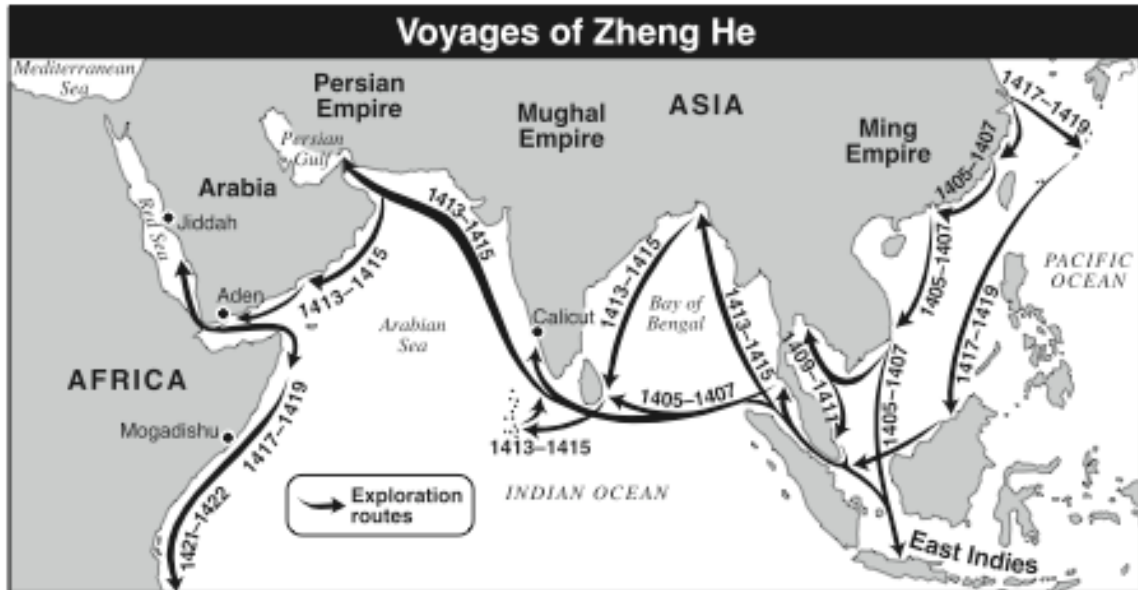 Voyages of Zheng He
Mediterranean
Sea
Persian
Empire
Persian
Gulf
Mughal
Empire
ASIA
Ming
Empire
1417–1419
1405–1407
Arabia
Jiddah
Red Sea
1413–1415
1413–1415
1405–1407
PACIFIC
OCEAN
Aden
1413–1415
Arabian
Sea
Calicut
Bay of
Bengal
1413–1415
1409–1411
1405–1407
1417–1419
AFRICA
Mogadishu
1417–1419
1405–1407
1413–1415
1421–1422
Exploration
routes
INDIAN OCEAN
East Indies